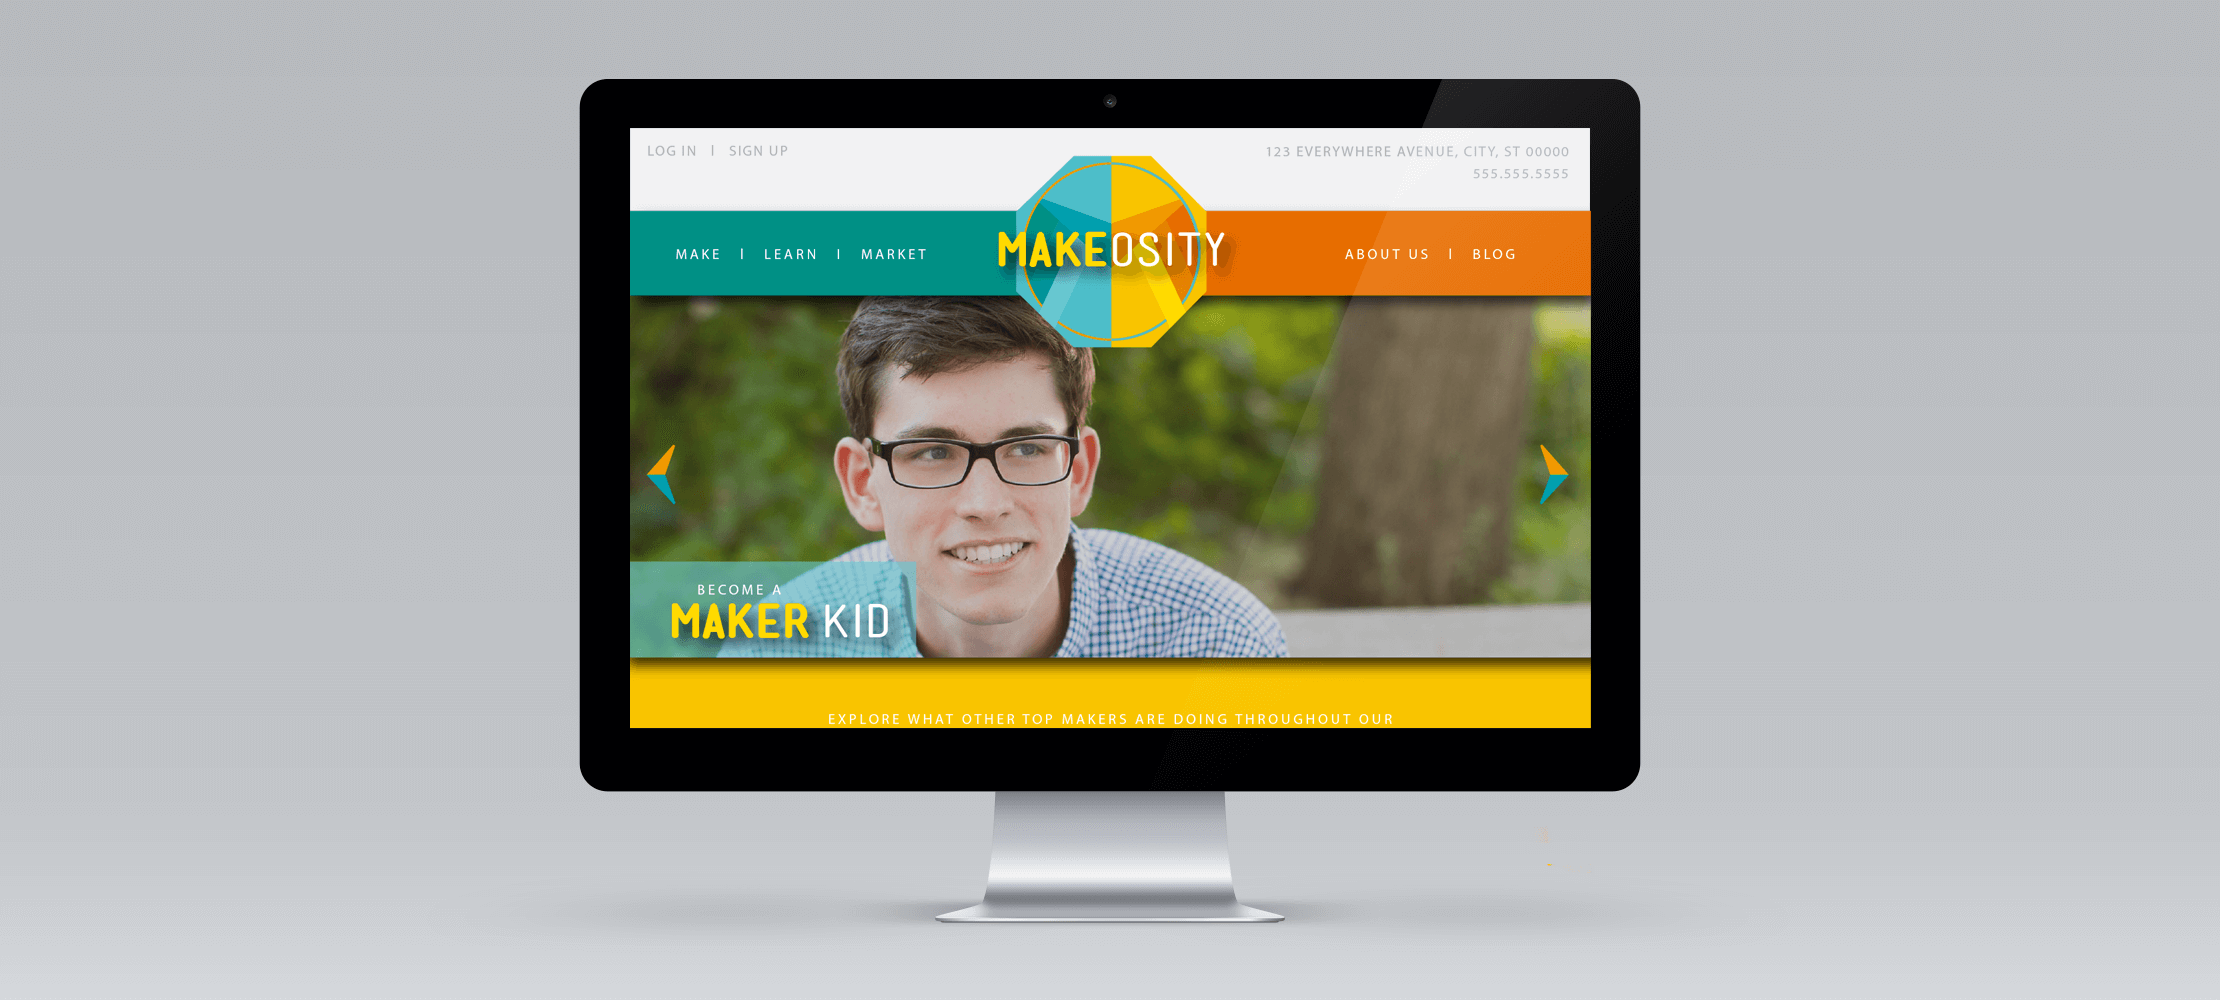 LOG IN | SIGN UP
123 EVERYWHERE AVENUE, CITY, ST 00000
555.555.5555
MAKE | LEARN | MARKET
MAKEOSITY
ABOUT US | BLOG
BECOME A
MAKER KID
EXPLORE WHAT OTHER TOP MAKERS ARE DOING THROUGHOUT OUR